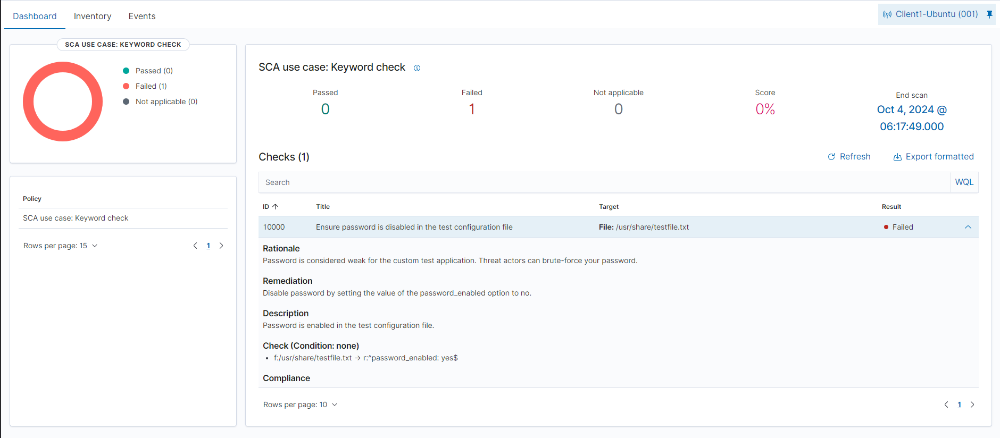 Dashboard Inventory Events Client1-Ubuntu (001)
SCA USE CASE: KEYWORD CHECK
Passed (0)
Failed (1)
Not applicable (0)
Policy
SCA use case: Keyword check
Rows per page: 15 1
SCA use case: Keyword check
Passed Failed Not applicable Score End scan
0 1 0 0% Oct 4, 2024 @
06:17:49.000
Checks (1) Refresh Export formatted
Search WQL
ID ↑ Title Target Result
10000 Ensure password is disabled in the test configuration file File: /usr/share/testfile.txt Failed
Rationale
Password is considered weak for the custom test application. Threat actors can brute-force your password.
Remediation
Disable password by setting the value of the password_enabled option to no.
Description
Password is enabled in the test configuration file.
Check (Condition: none)
• f:/usr/share/testfile.txt → r:^password_enabled: yes$
Compliance
Rows per page: 10 1